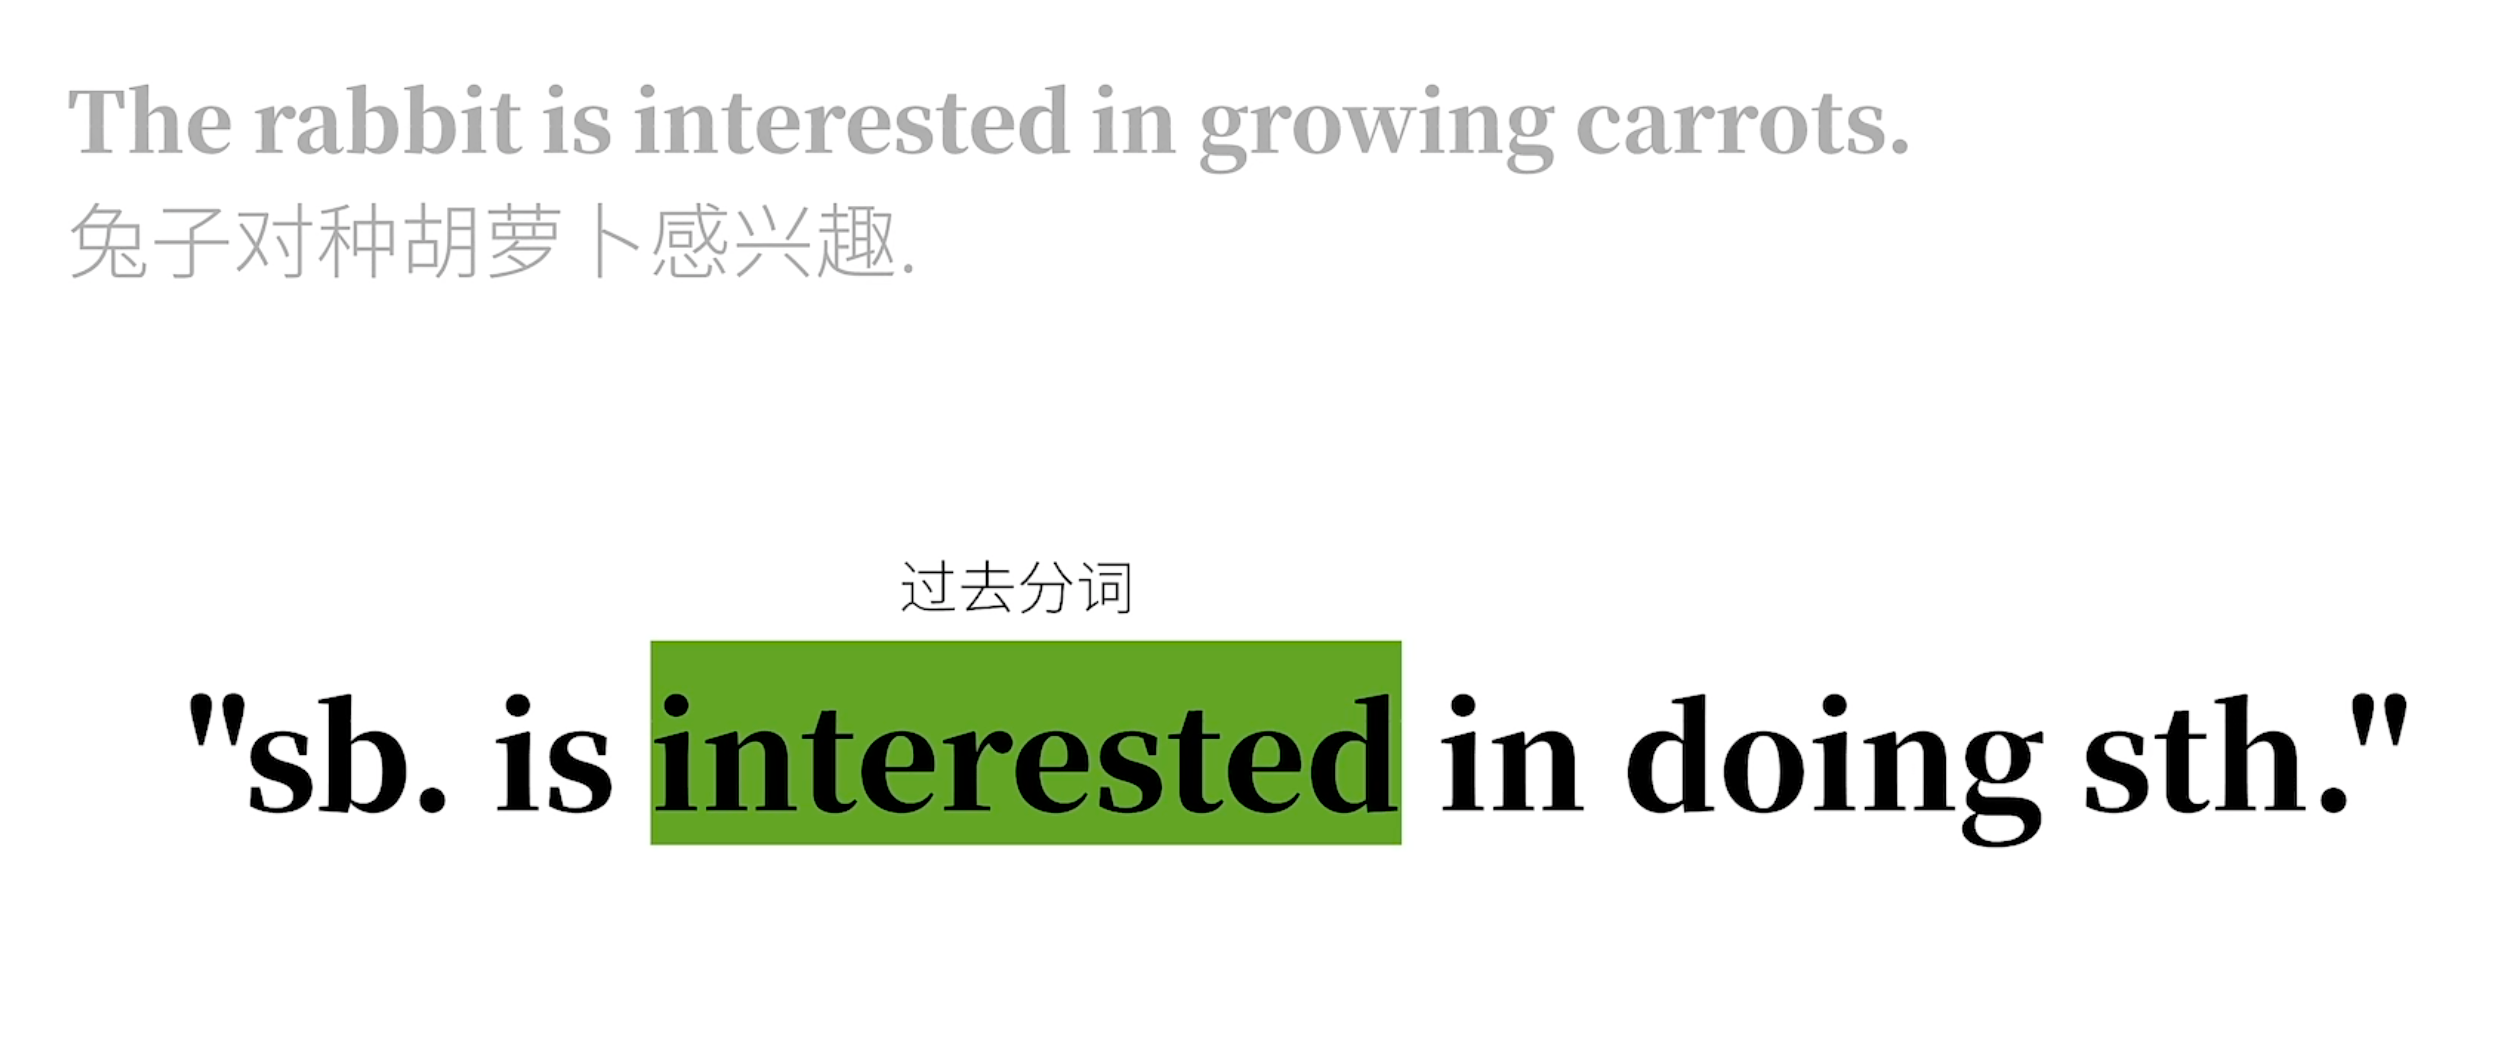 The rabbit is interested in growing carrots.
兔子对种胡萝卜感兴趣.
过去分词
"sb. is interested in doing sth."